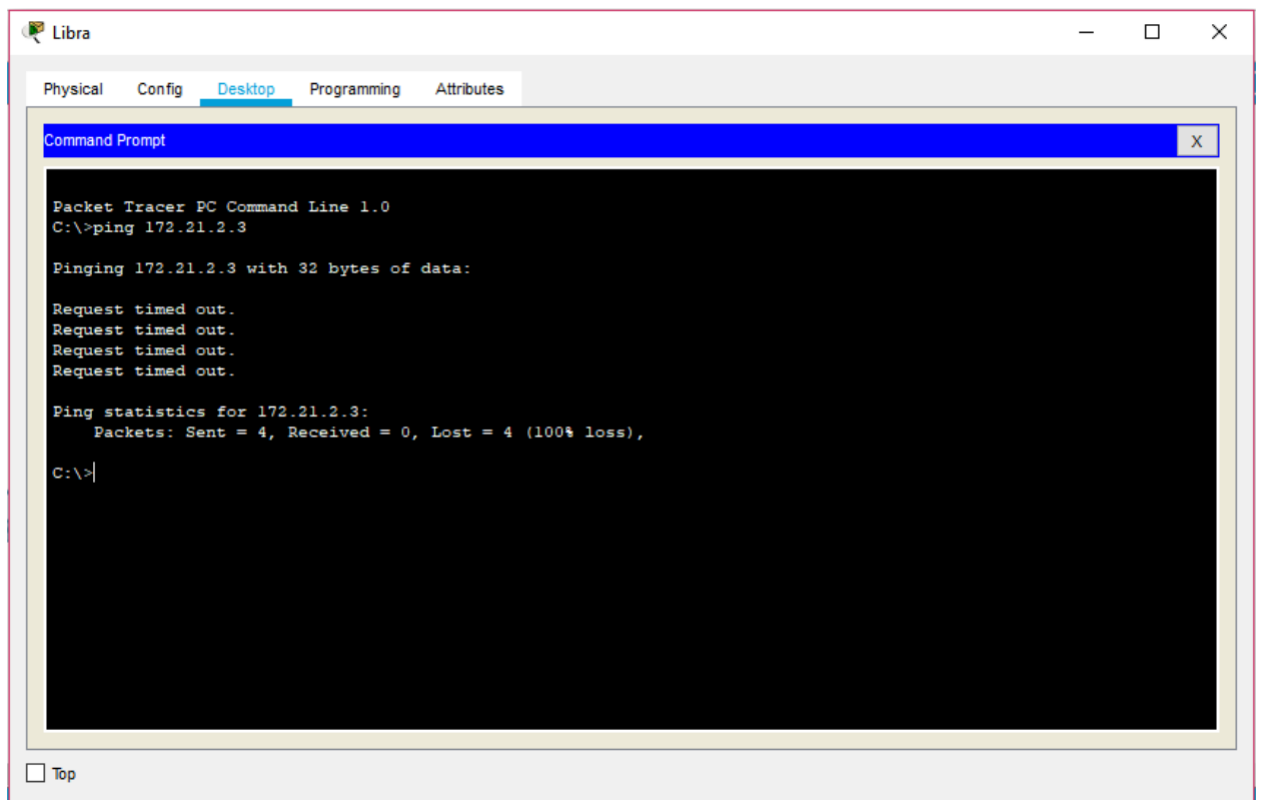 Libra
Physical Config Desktop Programming Attributes
Command Prompt
X
Packet Tracer PC Command Line 1.0
C:\>ping 172.21.2.3
Pinging 172.21.2.3 with 32 bytes of data:
Request timed out.
Request timed out.
Request timed out.
Request timed out.
Ping statistics for 172.21.2.3:
Packets: Sent = 4, Received = 0, Lost = 4 (100% loss),
C:\>
Top